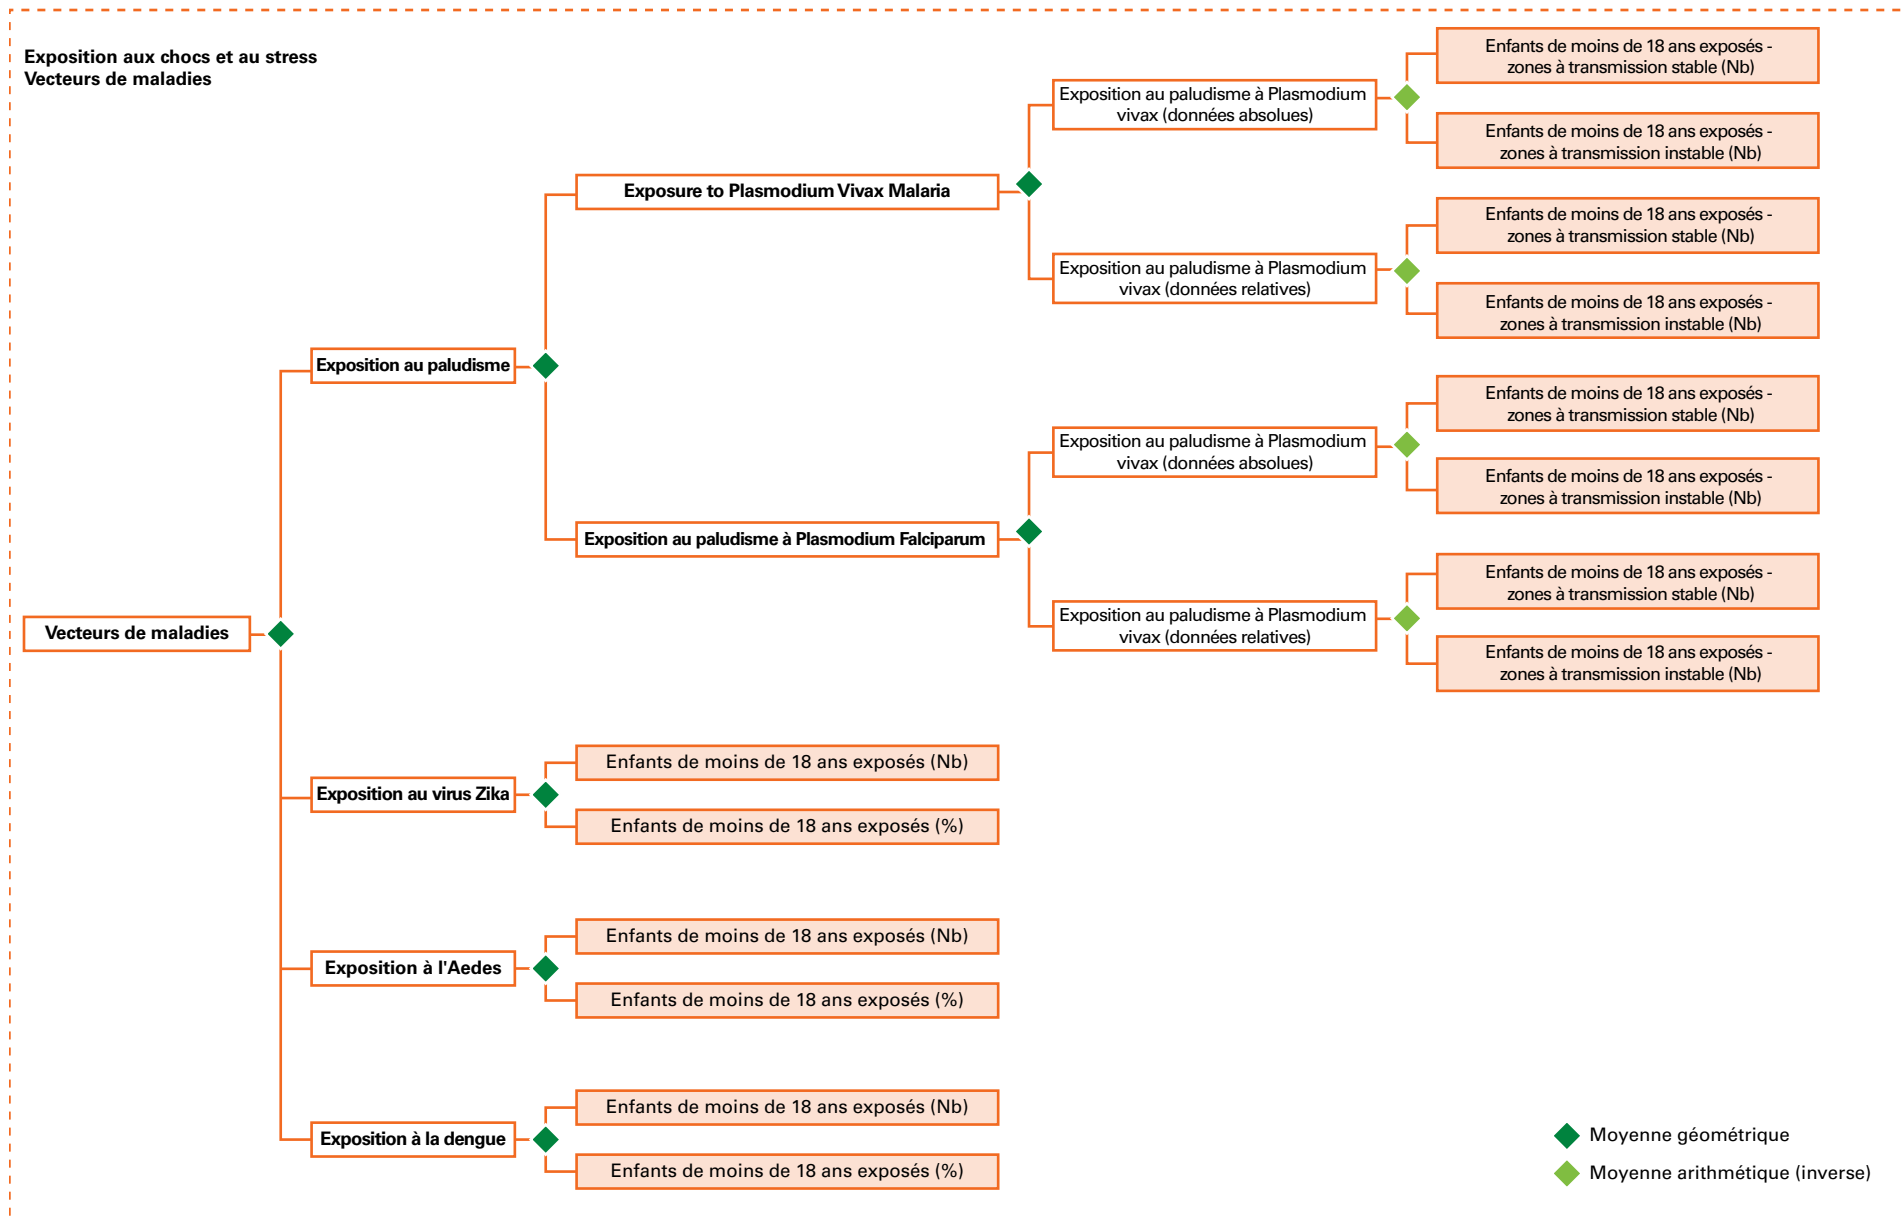 Exposition aux chocs et au stress
Vecteurs de maladies
Vecteurs de maladies
Exposition au paludisme
Exposure to Plasmodium Vivax Malaria
Exposition au paludisme à Plasmodium
vivax (données absolues)
Enfants de moins de 18 ans exposés -
zones à transmission stable (Nb)
Enfants de moins de 18 ans exposés -
zones à transmission instable (Nb)
Exposition au paludisme à Plasmodium
vivax (données relatives)
Enfants de moins de 18 ans exposés -
zones à transmission stable (Nb)
Enfants de moins de 18 ans exposés -
zones à transmission instable (Nb)
Exposition au paludisme à Plasmodium Falciparum
Exposition au paludisme à Plasmodium
vivax (données absolues)
Enfants de moins de 18 ans exposés -
zones à transmission stable (Nb)
Enfants de moins de 18 ans exposés -
zones à transmission instable (Nb)
Exposition au paludisme à Plasmodium
vivax (données relatives)
Enfants de moins de 18 ans exposés -
zones à transmission stable (Nb)
Enfants de moins de 18 ans exposés -
zones à transmission instable (Nb)
Exposition au virus Zika
Enfants de moins de 18 ans exposés (Nb)
Enfants de moins de 18 ans exposés (%)
Exposition à l'Aedes
Enfants de moins de 18 ans exposés (Nb)
Enfants de moins de 18 ans exposés (%)
Exposition à la dengue
Enfants de moins de 18 ans exposés (Nb)
Enfants de moins de 18 ans exposés (%)
Moyenne géométrique
Moyenne arithmétique (inverse)